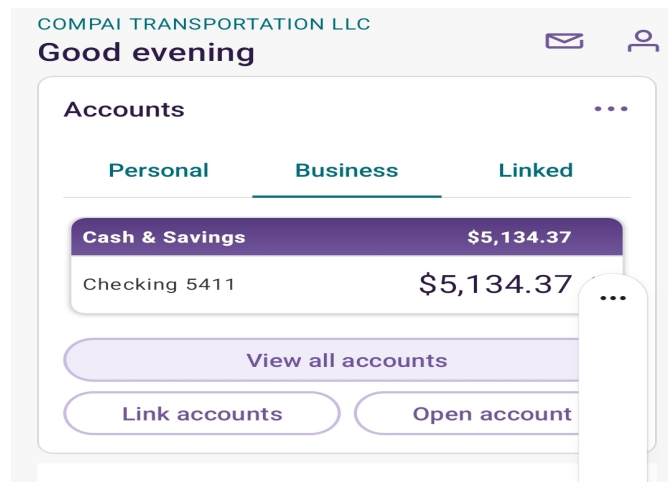 COMPAI TRANSPORTATION LLC
Good evening
Accounts
Personal Business Linked
Cash & Savings $5,134.37
Checking 5411 $5,134.37
View all accounts
Link accounts Open account